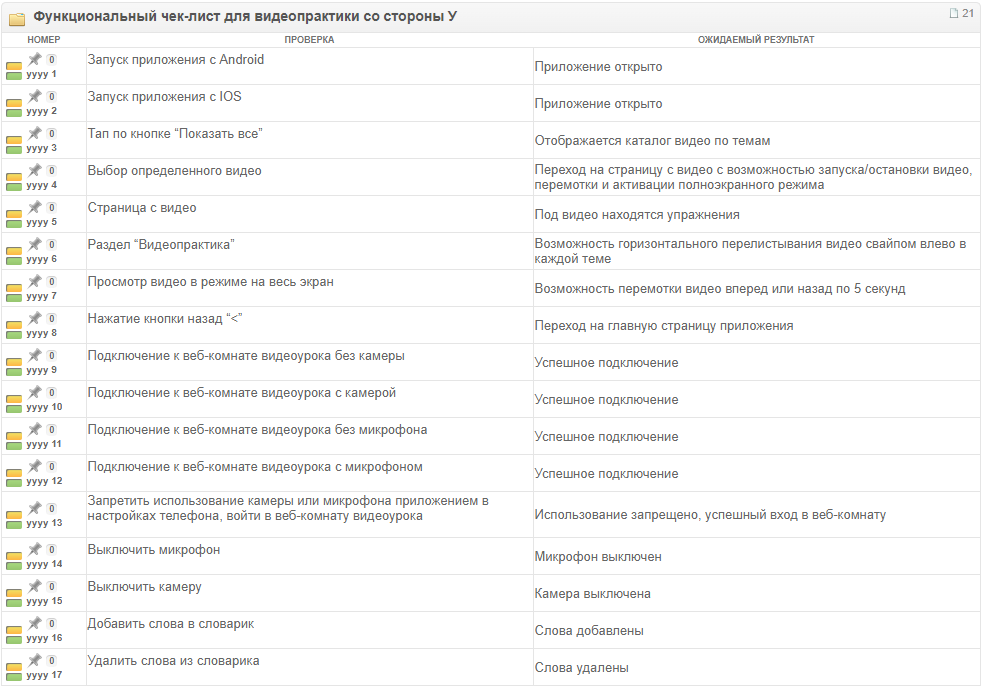 Функциональный чек-лист для видеопрактики со стороны У
21
НОМЕР ПРОВЕРКА ОЖИДАЕМЫЙ РЕЗУЛЬТАТ
0
yyyy 1
Запуск приложения с Android
Приложение открыто
0
yyyy 2
Запуск приложения с IOS
Приложение открыто
0
yyyy 3
Тап по кнопке “Показать все”
Отображается каталог видео по темам
0
yyyy 4
Выбор определенного видео
Переход на страницу с видео с возможностью запуска/остановки видео,
перемотки и активации полноэкранного режима
0
yyyy 5
Страница с видео
Под видео находятся упражнения
0
yyyy 6
Раздел “Видеопрактика”
Возможность горизонтального перелистывания видео свайпом влево в
каждой теме
0
yyyy 7
Просмотр видео в режиме на весь экран
Возможность перемотки видео вперед или назад по 5 секунд
0
yyyy 8
Нажатие кнопки назад “<”
Переход на главную страницу приложения
0
yyyy 9
Подключение к веб-комнате видеоурока без камеры
Успешное подключение
0
yyyy 10
Подключение к веб-комнате видеоурока с камерой
Успешное подключение
0
yyyy 11
Подключение к веб-комнате видеоурока без микрофона
Успешное подключение
0
yyyy 12
Подключение к веб-комнате видеоурока с микрофоном
Успешное подключение
0
yyyy 13
Запретить использование камеры или микрофона приложением в
настройках телефона, войти в веб-комнату видеоурока
Использование запрещено, успешный вход в веб-комнату
0
yyyy 14
Выключить микрофон
Микрофон выключен
0
yyyy 15
Выключить камеру
Камера выключена
0
yyyy 16
Добавить слова в словарик
Слова добавлены
0
yyyy 17
Удалить слова из словарика
Слова удалены